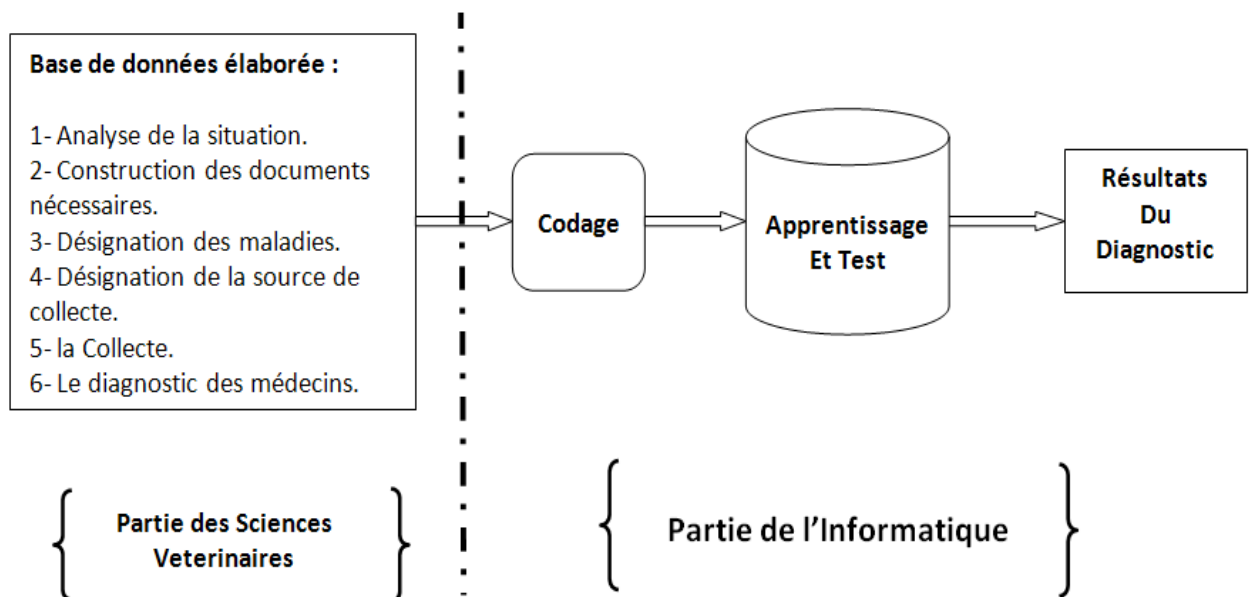 Base de données élaborée :
1- Analyse de la situation.
2- Construction des documents
nécessaires.
3- Désignation des maladies.
4- Désignation de la source de
collecte.
5- la Collecte.
6- Le diagnostic des médecins.
Codage
Apprentissage
Et Test
Résultats
Du
Diagnostic
Partie des Sciences
Veterinaires
Partie de l’Informatique